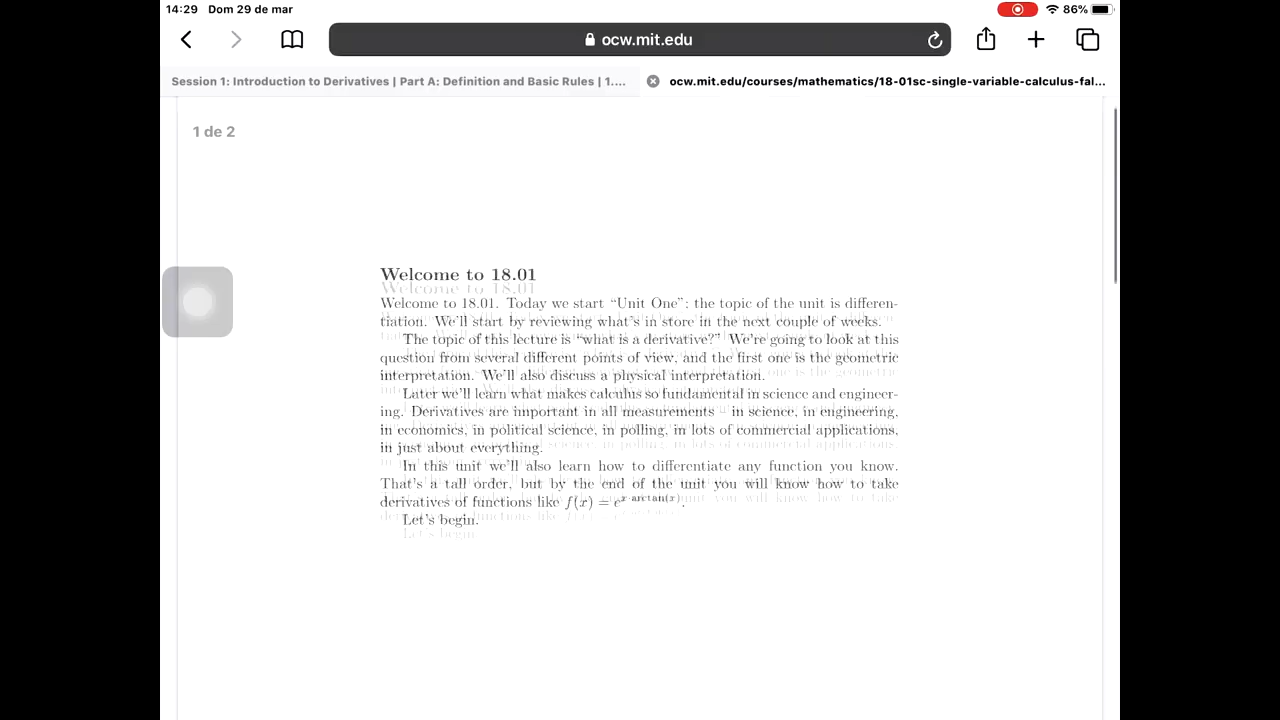 14:29 Dom 29 de mar
86%
ocw.mit.edu
Session 1: Introduction to Derivatives | Part A: Definition and Basic Rules | 1....
ocw.mit.edu/courses/mathematics/18-01sc-single-variable-calculus-fal...
1 de 2
Welcome to 18.01
Welcome to 18.01. Today we start “Unit One”: the topic of the unit is differen-
tiation. We’ll start by reviewing what’s in store in the next couple of weeks.
The topic of this lecture is “what is a derivative?” We’re going to look at this
question from several different points of view, and the first one is the geometric
interpretation. We’ll also discuss a physical interpretation.
Later we’ll learn what makes calculus so fundamental in science and engineer-
ing. Derivatives are important in all measurements – in science, in engineering,
in economics, in political science, in polling, in lots of commercial applications,
in just about everything.
In this unit we’ll also learn how to differentiate any function you know.
That’s a tall order, but by the end of the unit you will know how to take
derivatives of functions like f(x) = e^{x·arctan(x)}.
Let’s begin.